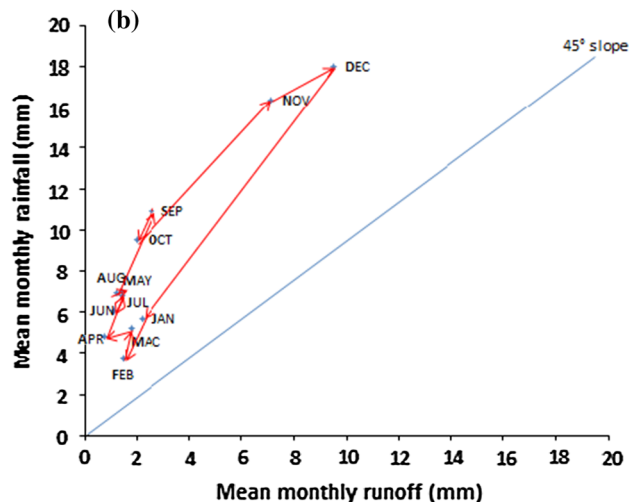 (b)
20
18
16
14
12
10
8
6
4
2
0
Mean monthly rainfall (mm)
45° slope
DEC
NOV
SEP
OCT
AUG MAY
JUN JUL
JAN
APR MAC
FEB
0 2 4 6 8 10 12 14 16 18 20
Mean monthly runoff (mm)